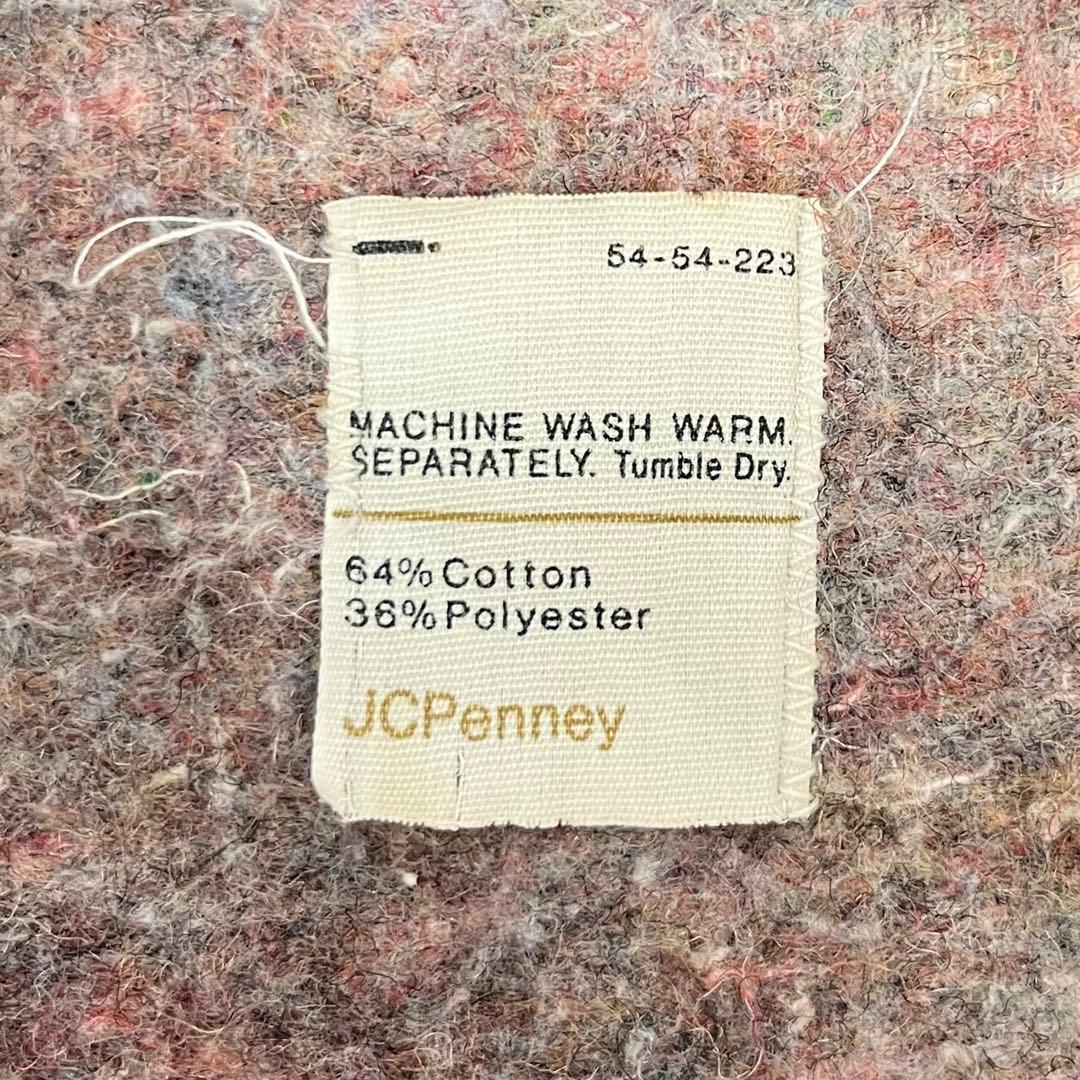 54-54-223
MACHINE WASH WARM.
SEPARATELY. Tumble Dry.
64% Cotton
36% Polyester
JCPenney